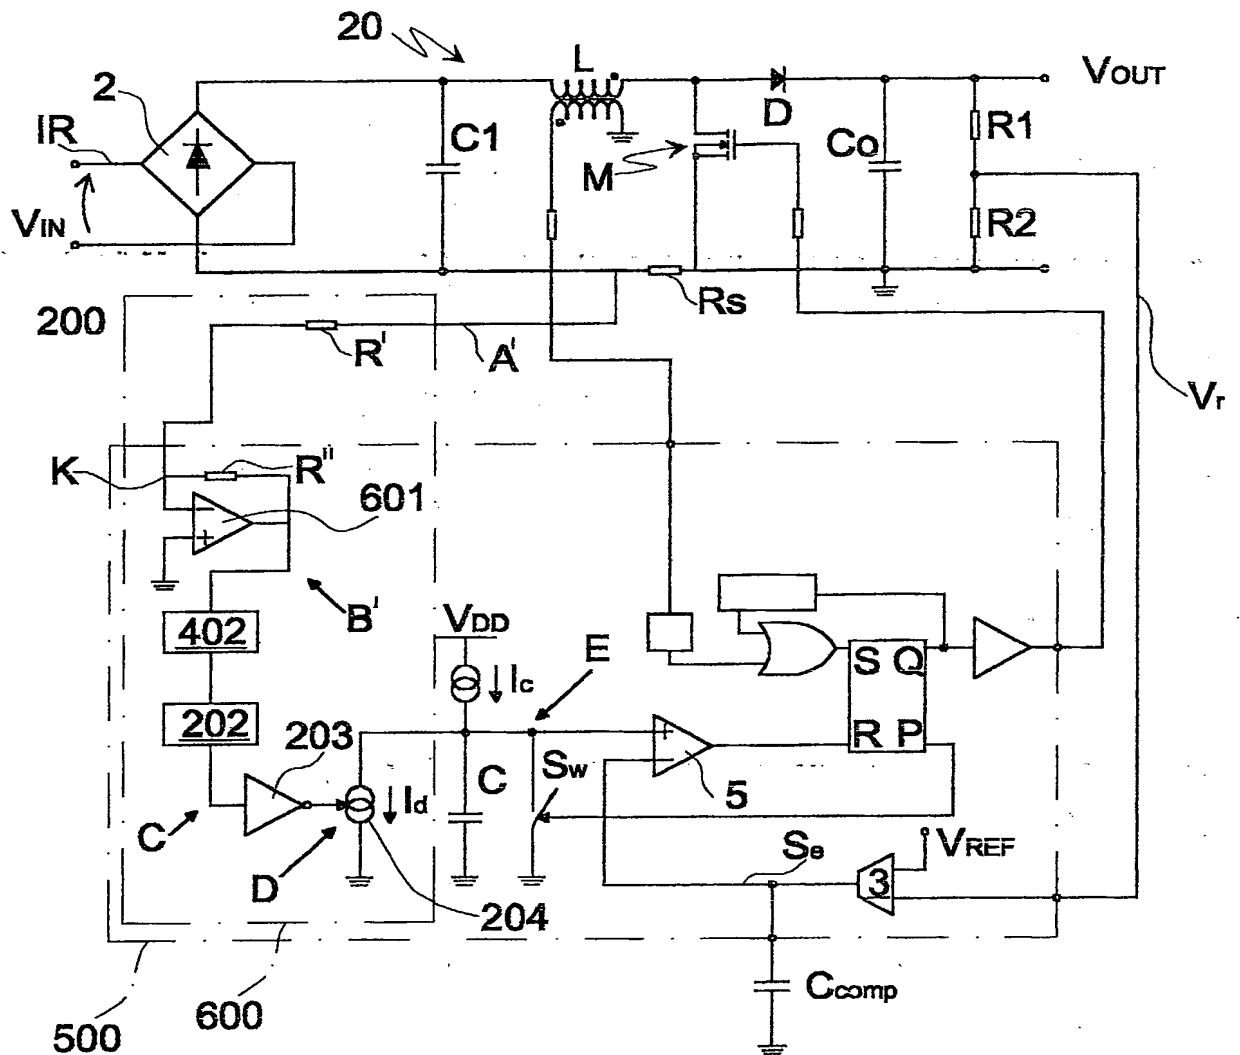 20
L
VOUT
2
IR
C1
D
Co
R1
M
VIN
R2
Rs
200
R'
A'
Vr
K
R"
601
−
+
B'
402
VDD
E
Ic
S Q
202
203
R P
+
−
Sw
C
5
Id
C
D
Se
VREF
3
204
Ccomp
600
500